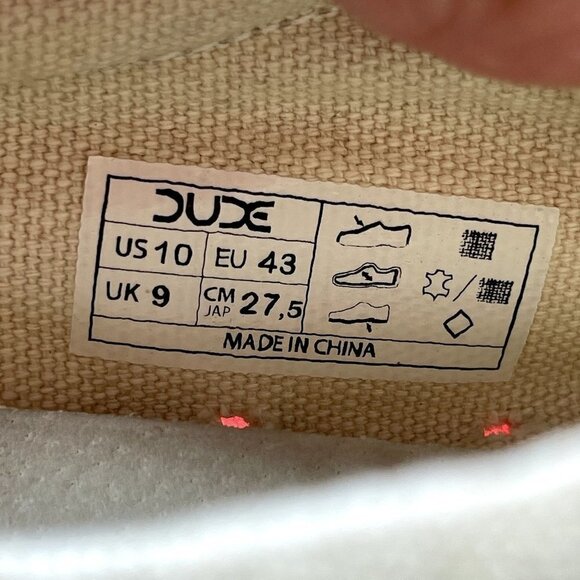 DUDE
US 10 EU 43
UK 9 CM JAP 27,5
MADE IN CHINA